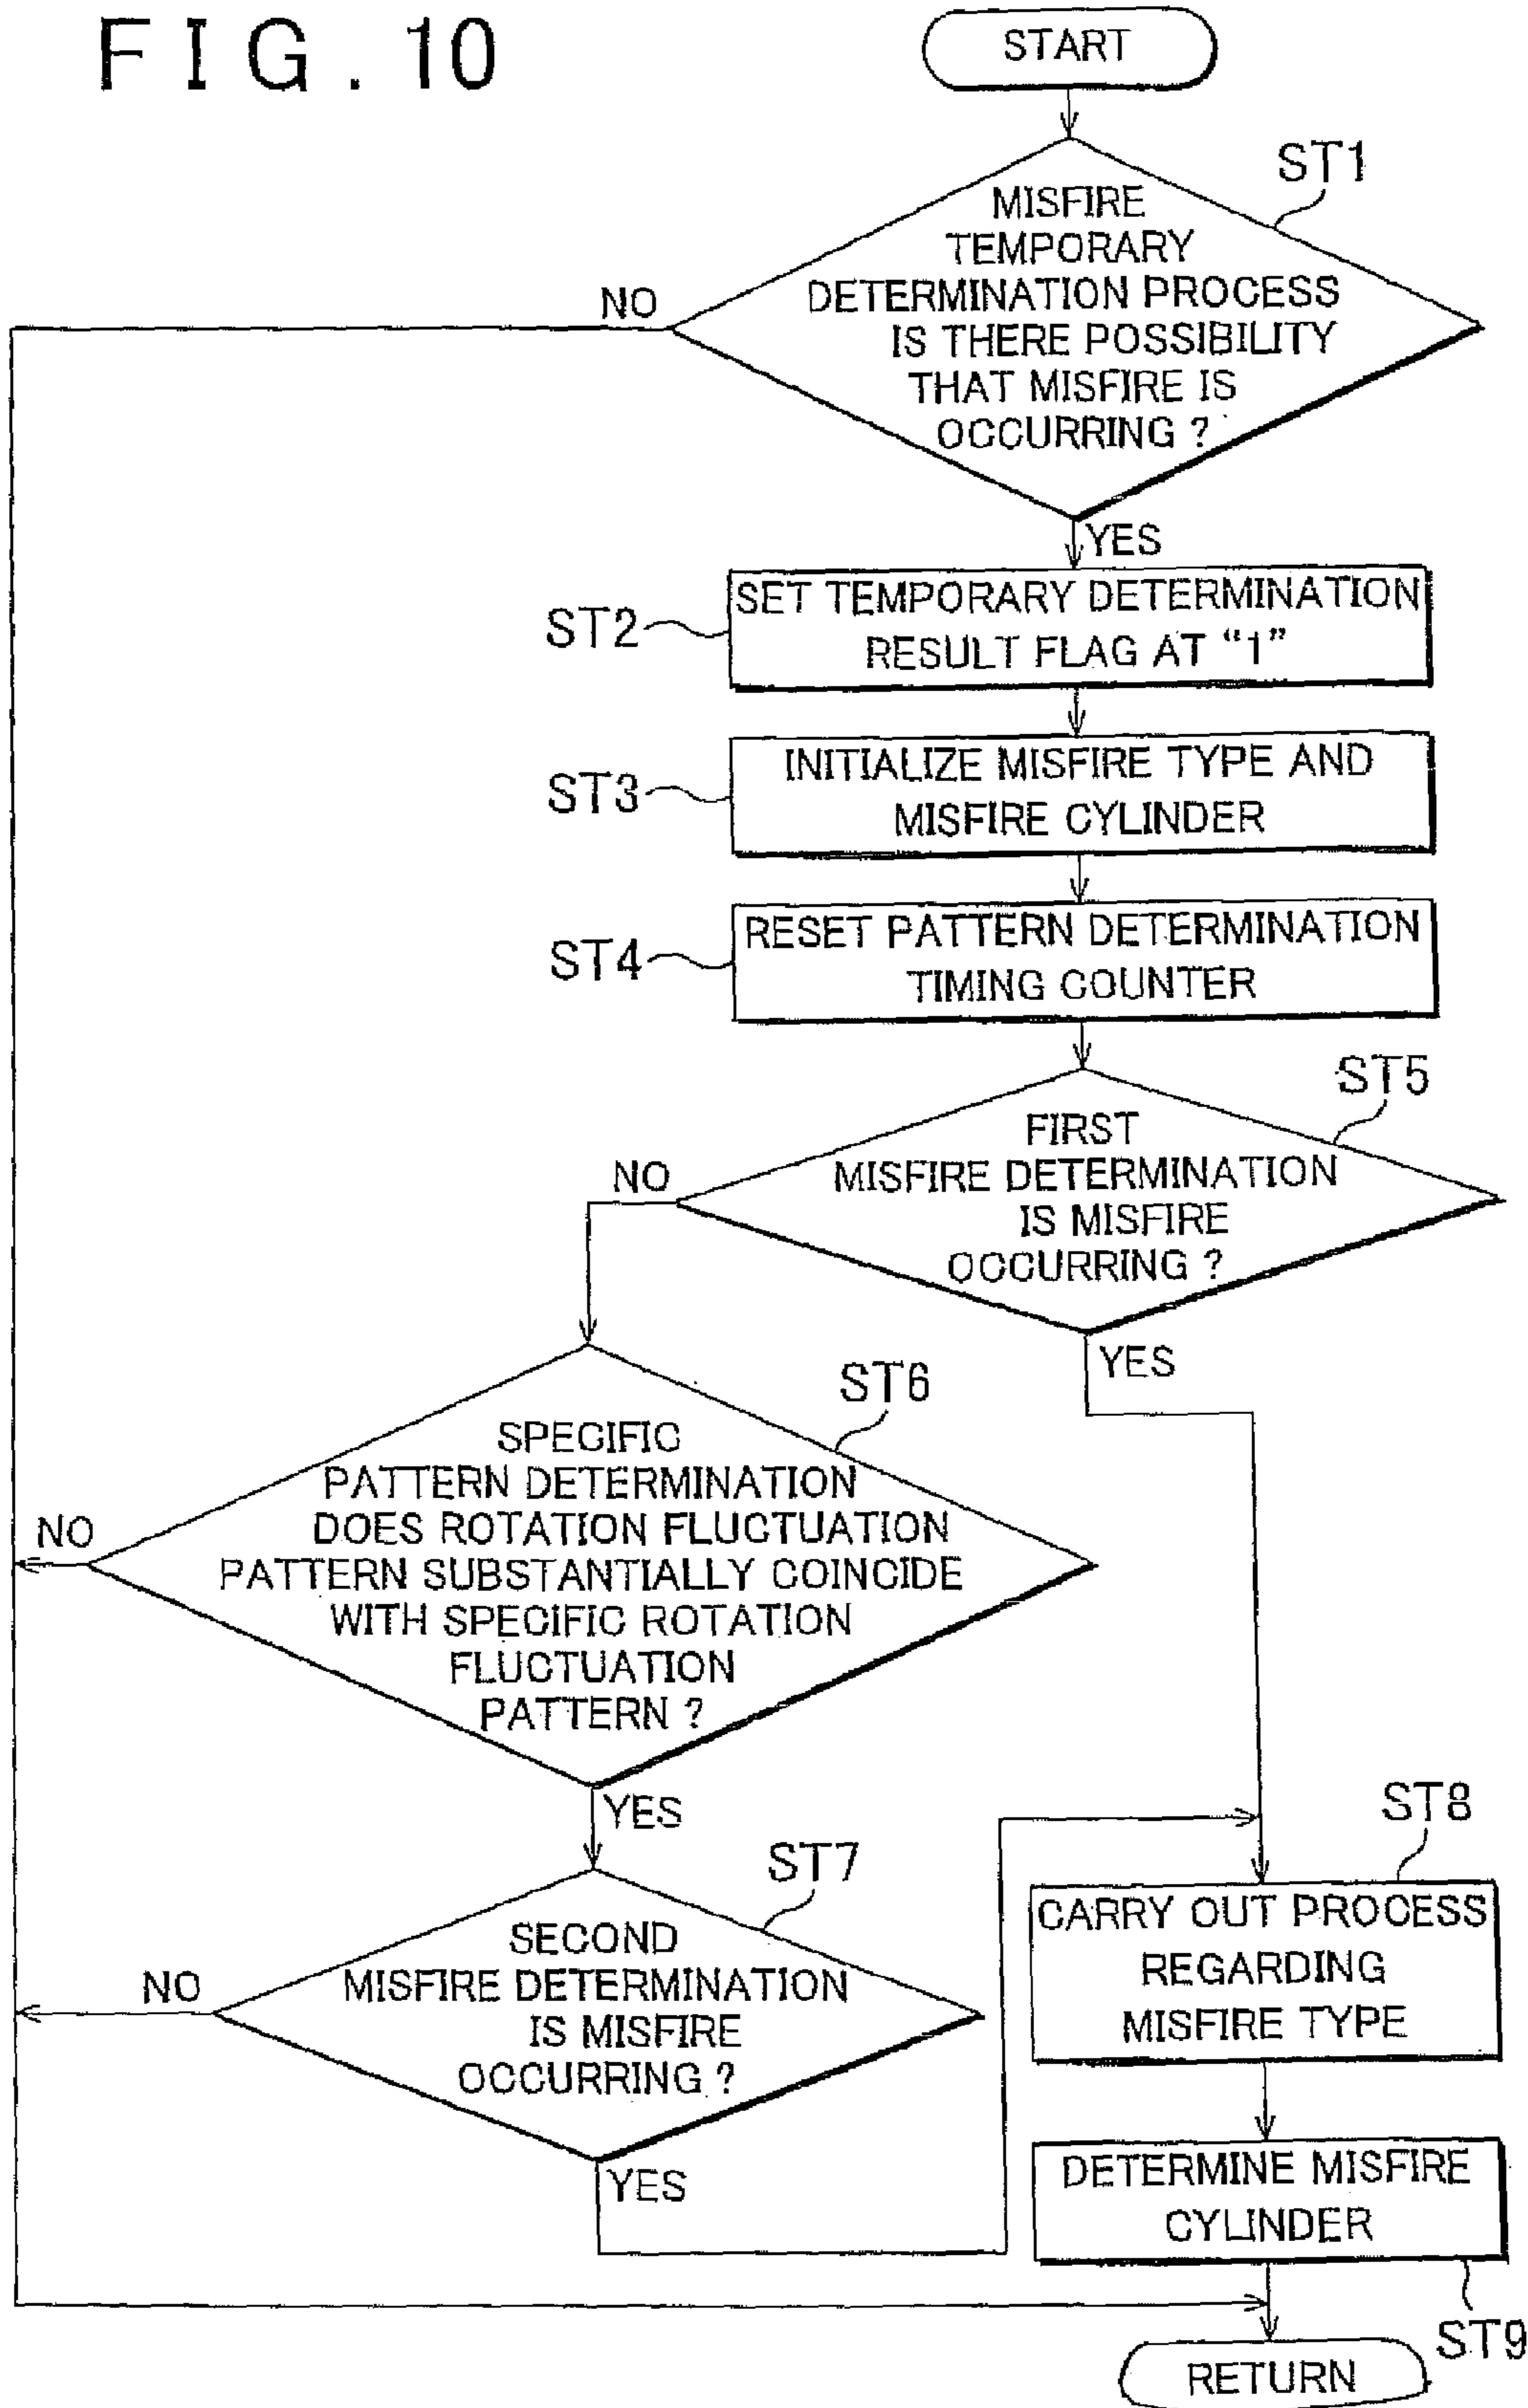 FIG. 10
START
ST1
MISFIRE
TEMPORARY
DETERMINATION PROCESS
IS THERE POSSIBILITY
THAT MISFIRE IS
OCCURRING ?
NO
YES
ST2
SET TEMPORARY DETERMINATION
RESULT FLAG AT “1”
ST3
INITIALIZE MISFIRE TYPE AND
MISFIRE CYLINDER
ST4
RESET PATTERN DETERMINATION
TIMING COUNTER
ST5
FIRST
MISFIRE DETERMINATION
IS MISFIRE
OCCURRING ?
NO
YES
ST6
SPECIFIC
PATTERN DETERMINATION
DOES ROTATION FLUCTUATION
PATTERN SUBSTANTIALLY COINCIDE
WITH SPECIFIC ROTATION
FLUCTUATION
PATTERN ?
NO
YES
ST7
SECOND
MISFIRE DETERMINATION
IS MISFIRE
OCCURRING ?
NO
YES
ST8
CARRY OUT PROCESS
REGARDING
MISFIRE TYPE
DETERMINE MISFIRE
CYLINDER
ST9
RETURN